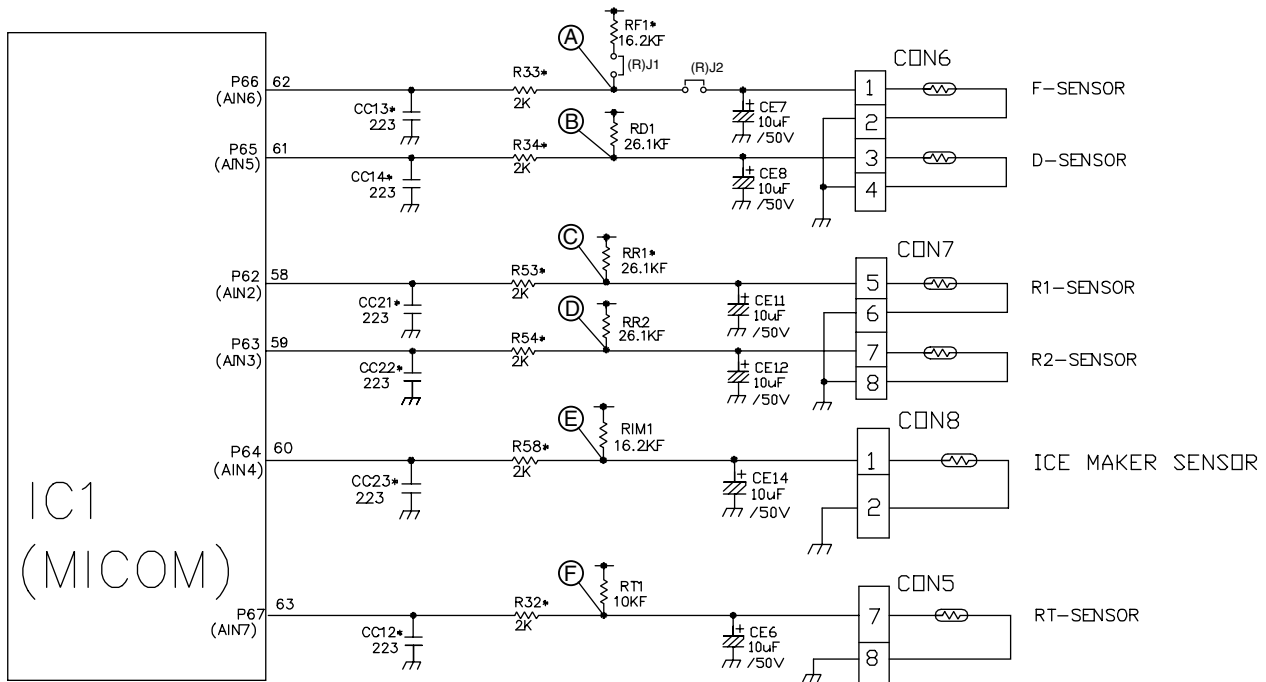 RF1*
16.2KF
A
(R)J1
(R)J2
CON6
P66
(AIN6)
62
R33*
2K
CC13*
223
CE7
10uF
/50V
+
1
2
F-SENSOR
B
RD1
26.1KF
P65
(AIN5)
61
R34*
2K
CC14*
223
CE8
10uF
/50V
+
3
4
D-SENSOR
C
RR1*
26.1KF
CON7
P62
(AIN2)
58
R53*
2K
CC21*
223
CE11
10uF
/50V
+
5
6
R1-SENSOR
D
RR2
26.1KF
P63
(AIN3)
59
R54*
2K
CC22*
223
CE12
10uF
/50V
+
7
8
R2-SENSOR
E
RIM1
16.2KF
CON8
P64
(AIN4)
60
R58*
2K
CC23*
223
CE14
10uF
/50V
+
1
2
ICE MAKER SENSOR
IC1
(MICOM)
F
RT1
10KF
CON5
P67
(AIN7)
63
R32*
2K
CC12*
223
CE6
10uF
/50V
+
7
8
RT-SENSOR